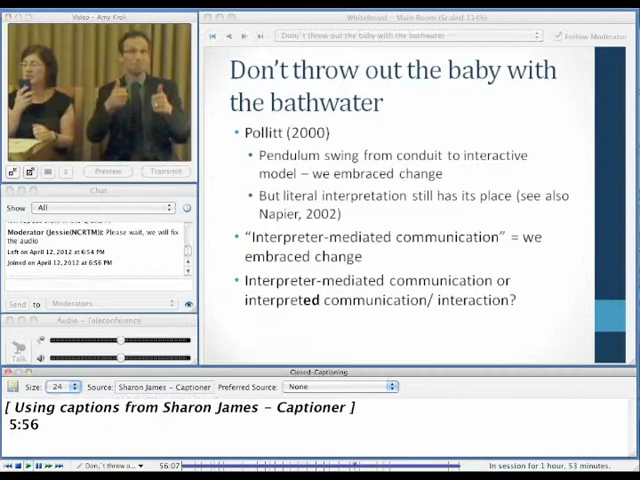 Video - Amy Kroll
Whiteboard - Main Room (Scaled 114%)
Don't throw out the baby with the bathwater
Follow Moderator
Don't throw out the baby with
the bathwater
Pollitt (2000)
Pendulum swing from conduit to interactive
model – we embraced change
But literal interpretation still has its place (see also
Napier, 2002)
"Interpreter-mediated communication" = we
embraced change
Interpreter-mediated communication or
interpreted communication/ interaction?
Preview
Transmit
Chat
Show
All
Moderator (Jessie(NCRTM): Please wait, we will fix
the audio
Left on April 12, 2012 at 6:54 PM
Joined on April 12, 2012 at 6:56 PM
Send
to
Moderators
Audio - Teleconference
Talk
Closed-Captioning
Size:
24
Source:
Sharon James - Captioner
Preferred Source:
None
[ Using captions from Sharon James - Captioner ]
5:56
Don,'t throw o...
56:07
In session for 1 hour, 53 minutes.